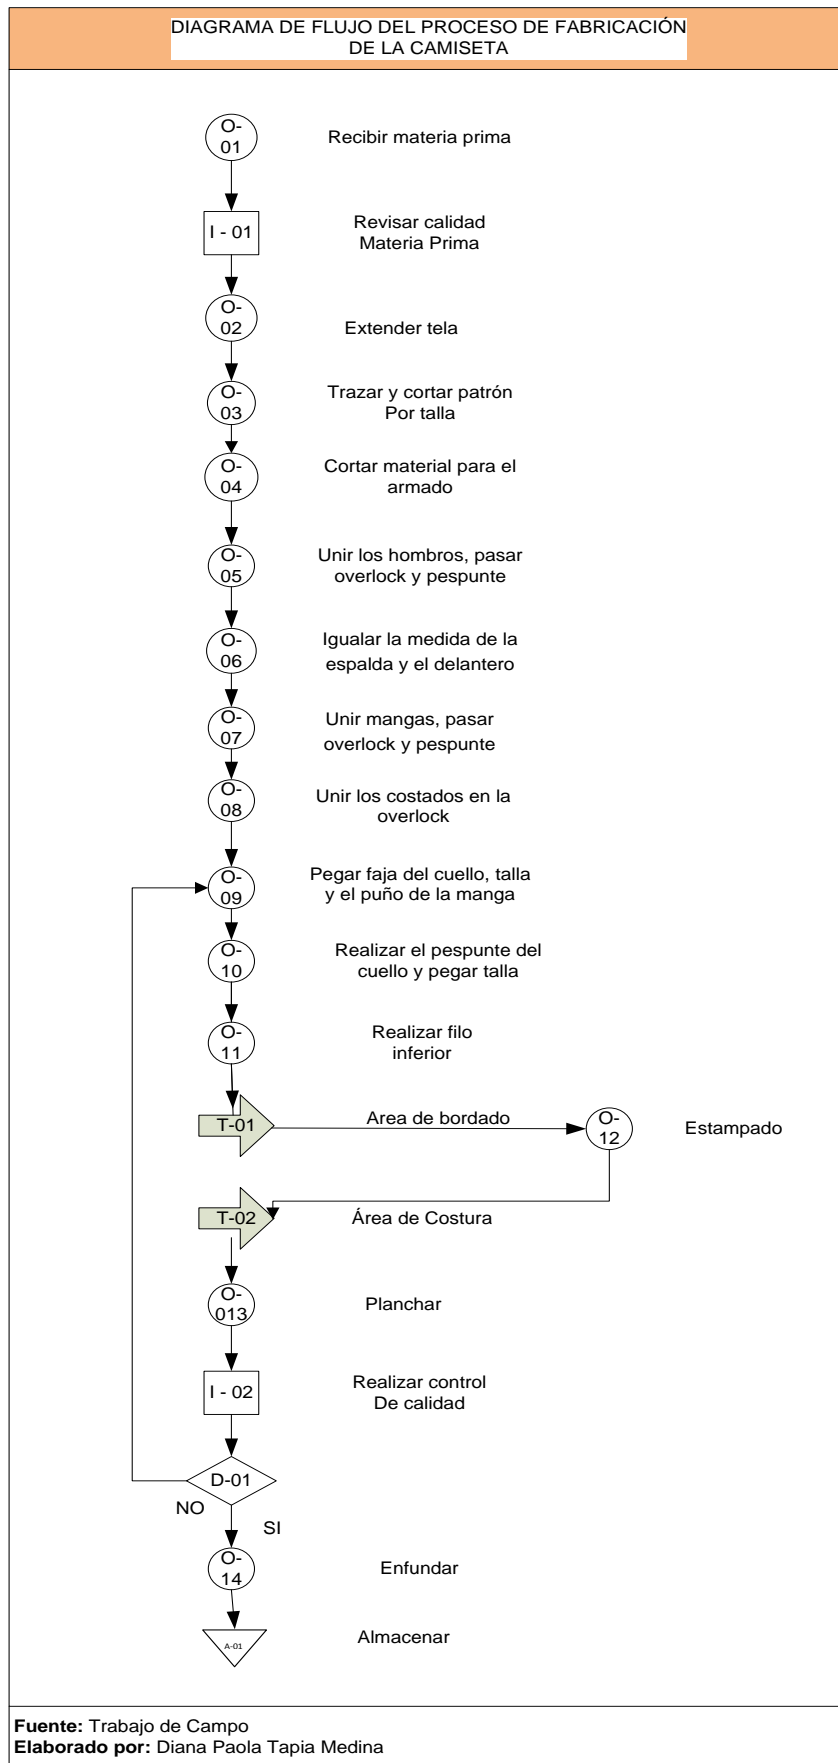 DIAGRAMA DE FLUJO DEL PROCESO DE FABRICACIÓN
DE LA CAMISETA
O-
01
Recibir materia prima
I - 01
Revisar calidad
Materia Prima
O-
02
Extender tela
O-
03
Trazar y cortar patrón
Por talla
O-
04
Cortar material para el
armado
O-
05
Unir los hombros, pasar
overlock y pespunte
O-
06
Igualar la medida de la
espalda y el delantero
O-
07
Unir mangas, pasar
overlock y pespunte
O-
08
Unir los costados en la
overlock
O-
09
Pegar faja del cuello, talla
y el puño de la manga
O-
10
Realizar el pespunte del
cuello y pegar talla
O-
11
Realizar filo
inferior
T-01
Area de bordado
O-
12
Estampado
T-02
Área de Costura
O-
013
Planchar
I - 02
Realizar control
De calidad
D-01
NO
SI
O-
14
Enfundar
A-01
Almacenar
Fuente: Trabajo de Campo
Elaborado por: Diana Paola Tapia Medina